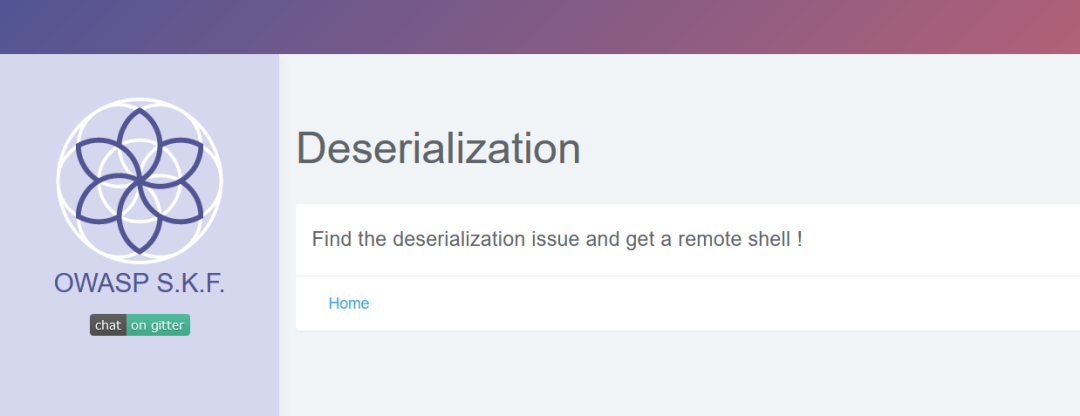 OWASP S.K.F.
chat on gitter
Deserialization
Find the deserialization issue and get a remote shell !
Home